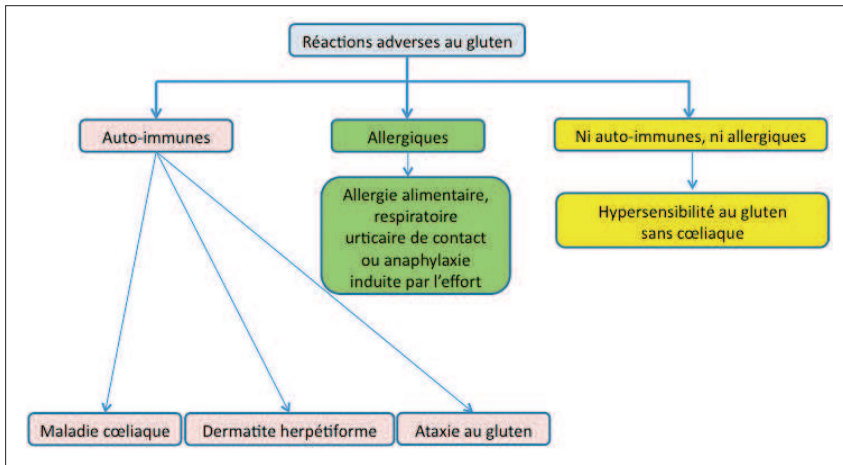 Réactions adverses au gluten
Auto-immunes
Allergiques
Ni auto-immunes, ni allergiques
Allergie alimentaire,
respiratoire
urticaire de contact
ou anaphylaxie
induite par l'effort
Hypersensibilité au gluten
sans cœliaque
Maladie cœliaque
Dermatite herpétiforme
Ataxie au gluten